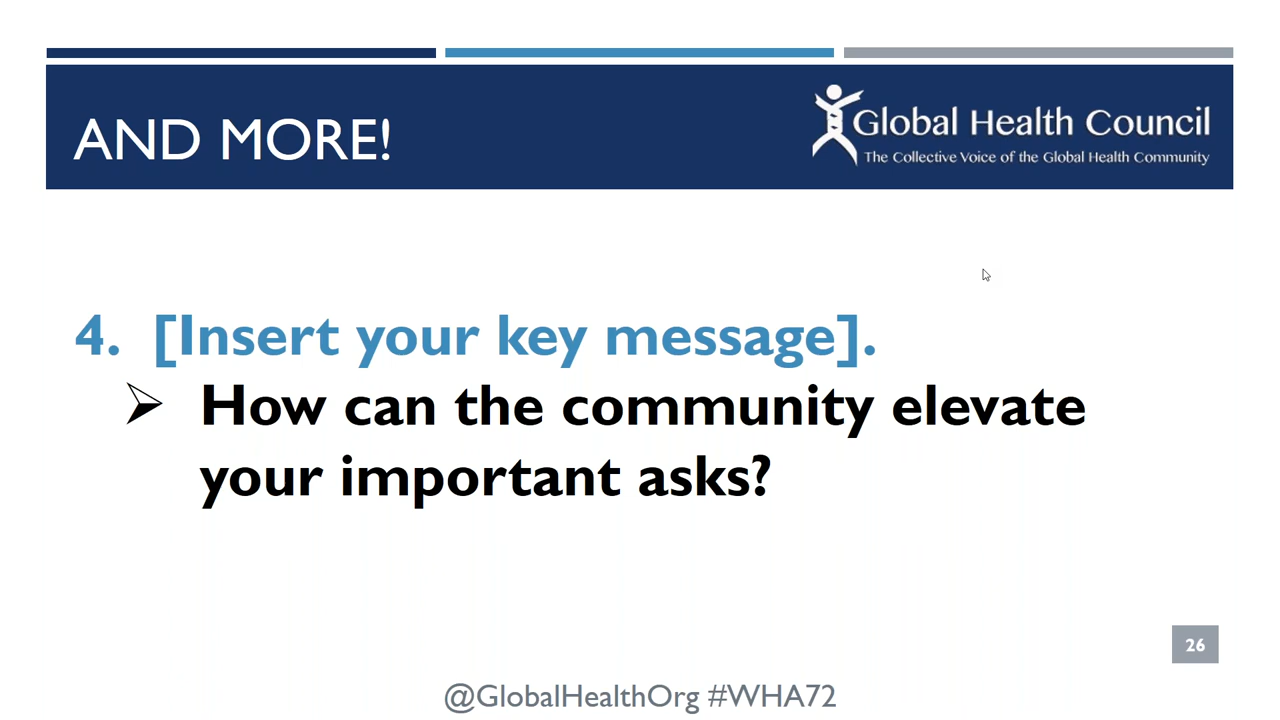 AND MORE!
Global Health Council
The Collective Voice of the Global Health Community
4. [Insert your key message].
➢ How can the community elevate
your important asks?
26
@GlobalHealthOrg #WHA72